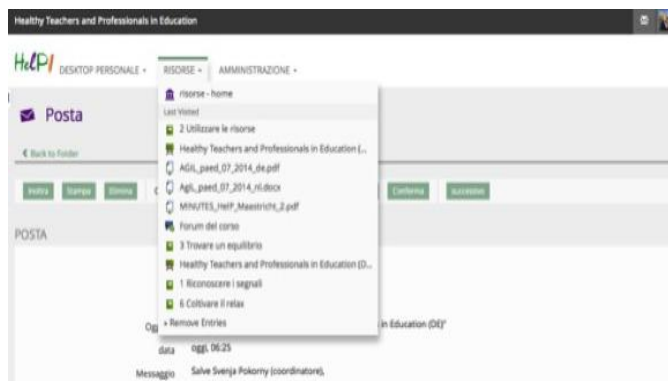 Healthy Teachers and Professionals in Education
HelP! DESKTOP PERSONALE RISORSE AMMINISTRAZIONE
risorse - home
Posta
Last Visited
2 Utilizzare le risorse
Back to Folder
Healthy Teachers and Professionals in Education (...
AGIL_paed_07_2014_de.pdf
Inoltra Stampa Elimina
AgIL_paed_07_2014_nl.docx
Conferma successivo
MINUTES_HelP_Maastricht_2.pdf
Forum del corso
POSTA
3 Trovare un equilibrio
Healthy Teachers and Professionals in Education (D...
1 Riconoscere i segnali
6 Coltivare il relax
Remove Entries
in Education (DE)"
data oggi, 06:25
Messaggio Salve Svenja Pokorny (coordinatore),